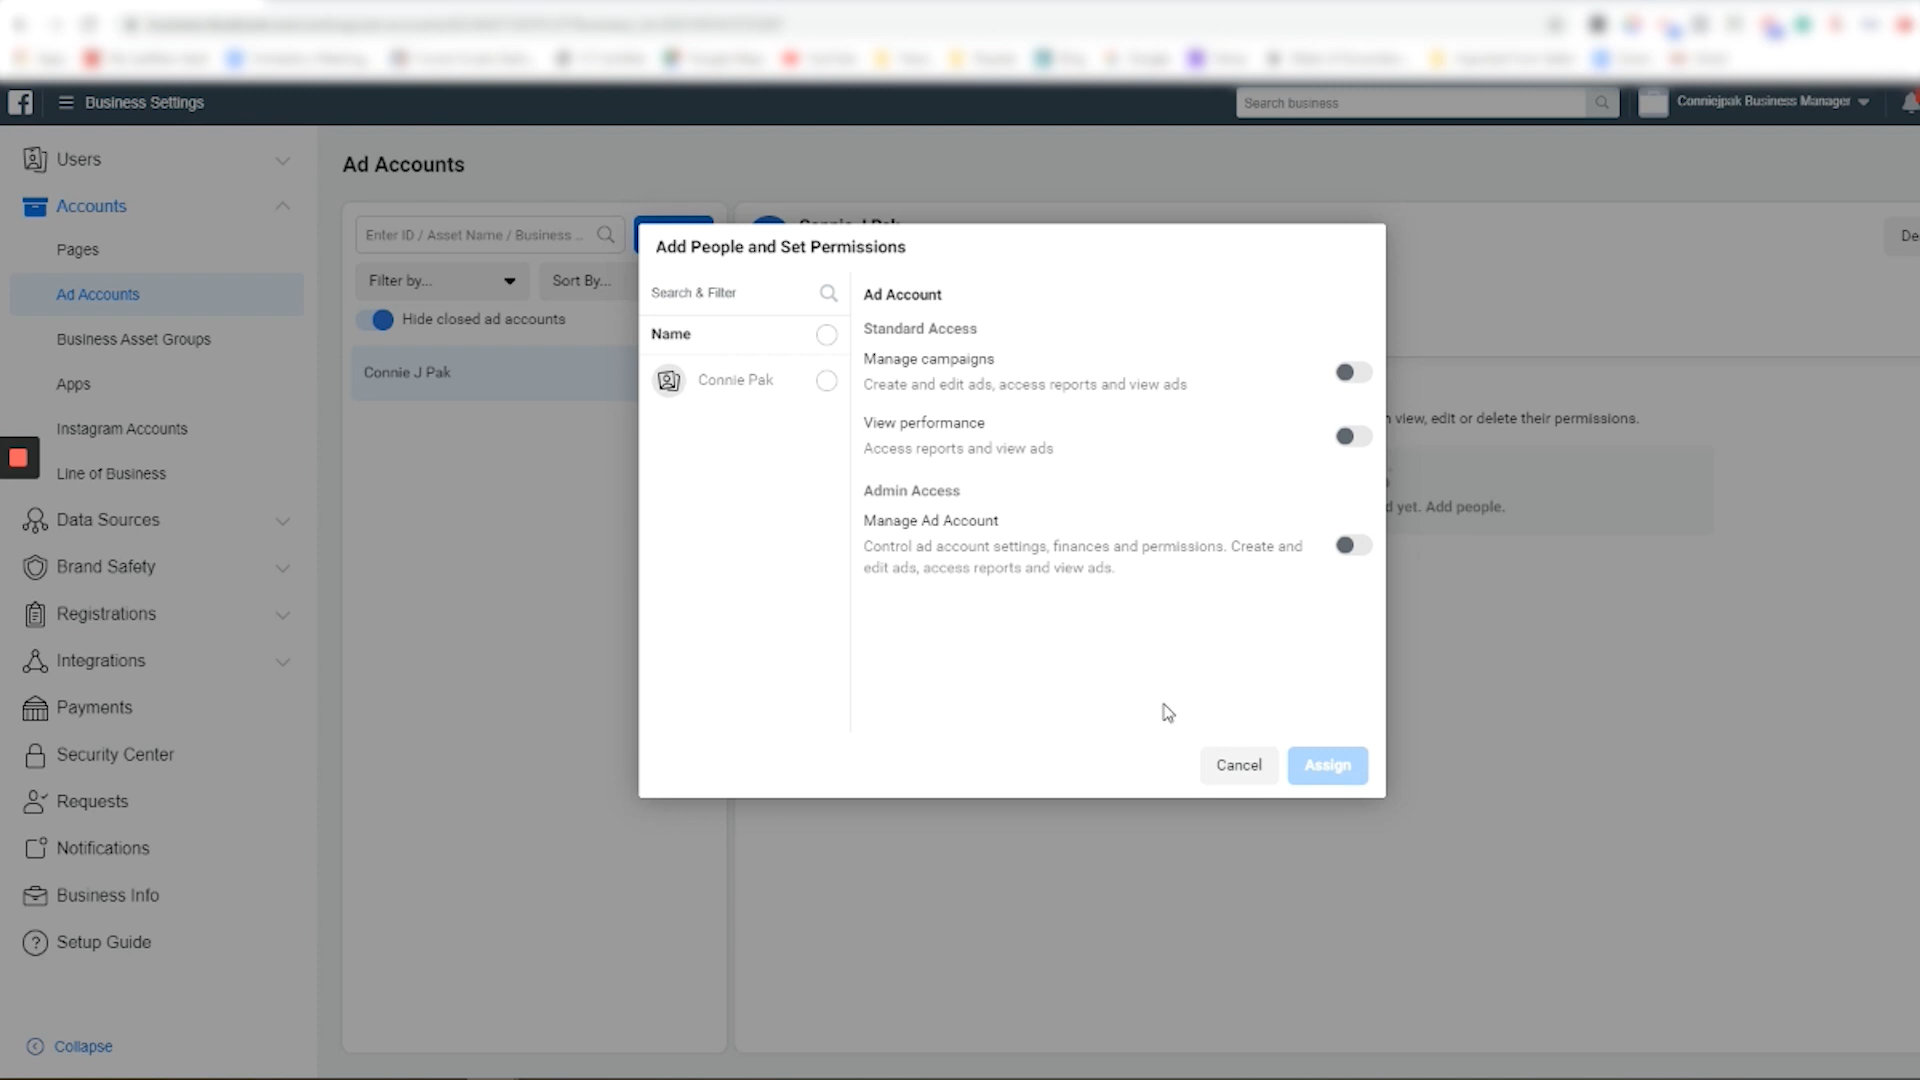 Business Settings
Search business
Conniejpak Business Manager
Users
Accounts
Pages
Ad Accounts
Business Asset Groups
Apps
Instagram Accounts
Line of Business
Data Sources
Brand Safety
Registrations
Integrations
Payments
Security Center
Requests
Notifications
Business Info
Setup Guide
Collapse
Ad Accounts
Enter ID / Asset Name / Business ...
Filter by...
Sort By...
Hide closed ad accounts
Connie J Pak
Connie J Pak
De
view, edit or delete their permissions.
yet. Add people.
Add People and Set Permissions
Search & Filter
Name
Connie Pak
Ad Account
Standard Access
Manage campaigns
Create and edit ads, access reports and view ads
View performance
Access reports and view ads
Admin Access
Manage Ad Account
Control ad account settings, finances and permissions. Create and
edit ads, access reports and view ads.
Cancel
Assign